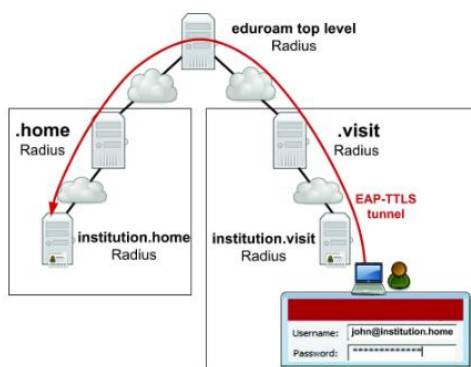 eduroam top level
Radius
.home
Radius
.visit
Radius
EAP-TTLS
tunnel
institution.home
Radius
institution.visit
Radius
Username: john@institution.home
Password: *************